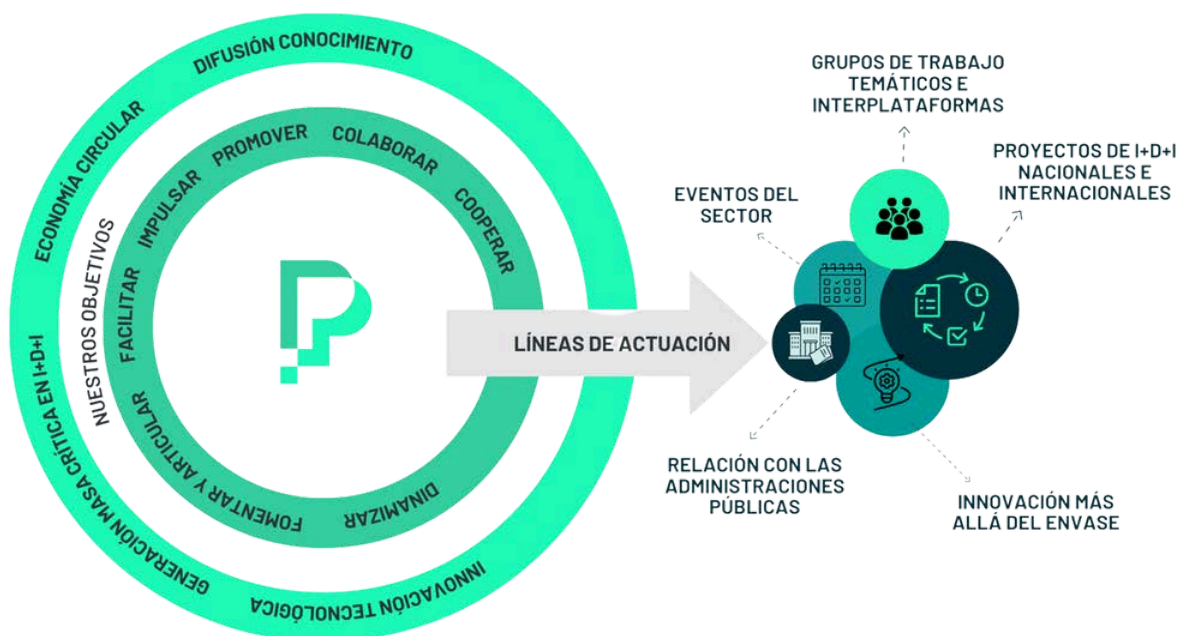 DIFUSIÓN CONOCIMIENTO
ECONOMÍA CIRCULAR
GENERACIÓN MASA CRÍTICA EN I+D+I
INNOVACIÓN TECNOLÓGICA
NUESTROS OBJETIVOS
PROMOVER
COLABORAR
COOPERAR
IMPULSAR
FACILITAR
FOMENTAR Y ARTICULAR
DINAMIZAR
LÍNEAS DE ACTUACIÓN
GRUPOS DE TRABAJO
TEMÁTICOS E
INTERPLATAFORMAS
PROYECTOS DE I+D+I
NACIONALES E
INTERNACIONALES
EVENTOS DEL
SECTOR
RELACIÓN CON LAS
ADMINISTRACIONES
PÚBLICAS
INNOVACIÓN MÁS
ALLÁ DEL ENVASE